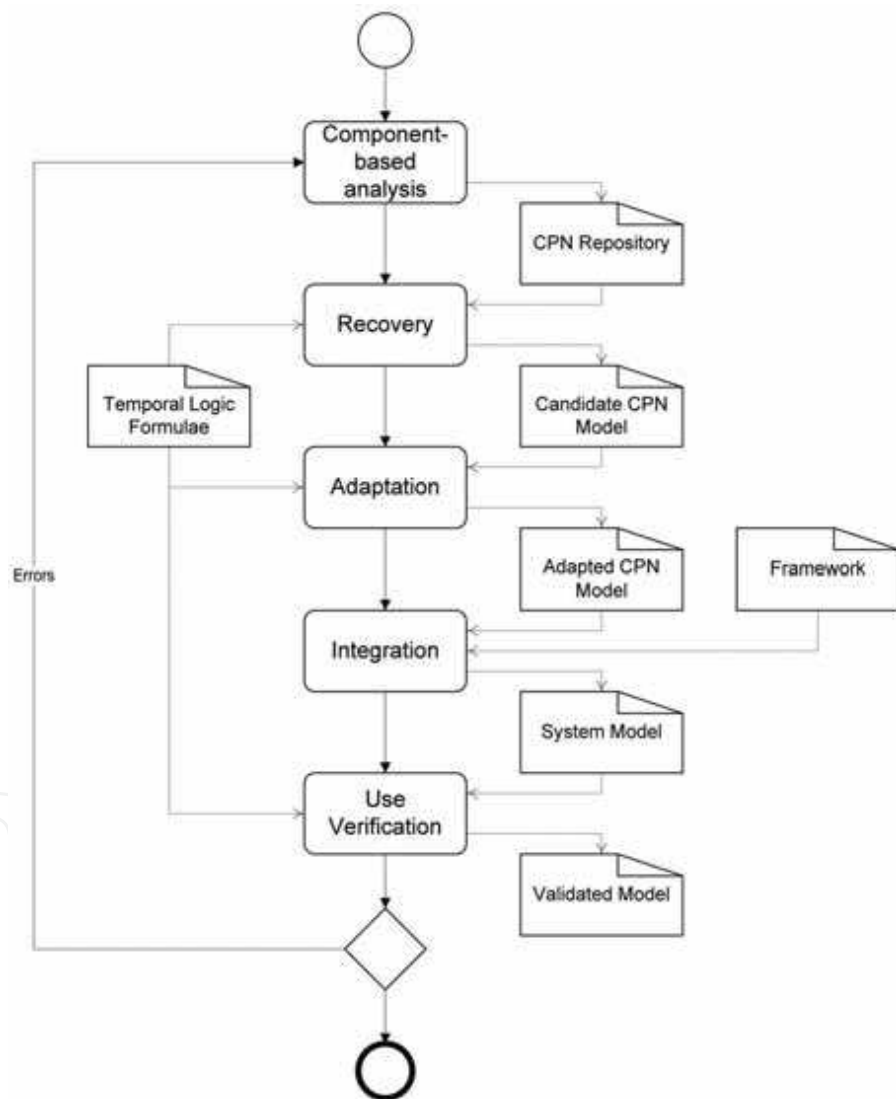 Component-
based
analysis
CPN Repository
Recovery
Temporal Logic
Formulae
Candidate CPN
Model
Adaptation
Adapted CPN
Model
Framework
Errors
Integration
System Model
Use
Verification
Validated Model